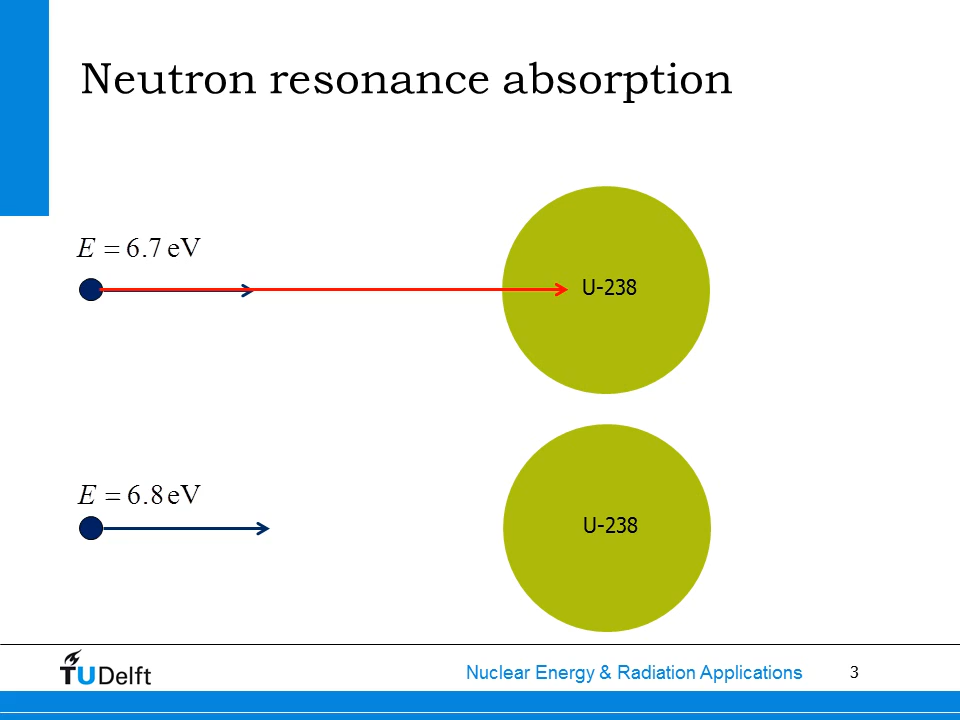 Neutron resonance absorption
E = 6.7 eV
U-238
E = 6.8 eV
U-238
TUDelft
Nuclear Energy & Radiation Applications
3